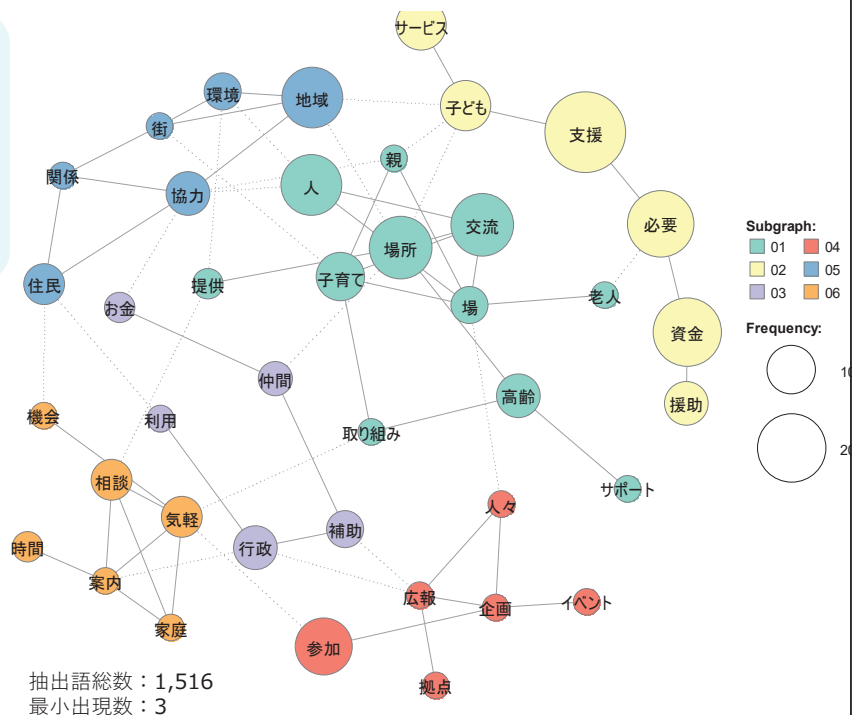 サービス
環境
地域
子ども
街
支援
親
関係
協力
人
交流
必要
場所
住民
提供
子育て
お金
場
老人
資金
仲間
高齢
援助
機会
利用
取り組み
相談
サポート
気軽
人々
時間
行政
補助
案内
広報
企画
イベント
家庭
参加
拠点
Subgraph:
01 04
02 05
03 06
Frequency:
抽出語総数：1,516
最小出現数：3